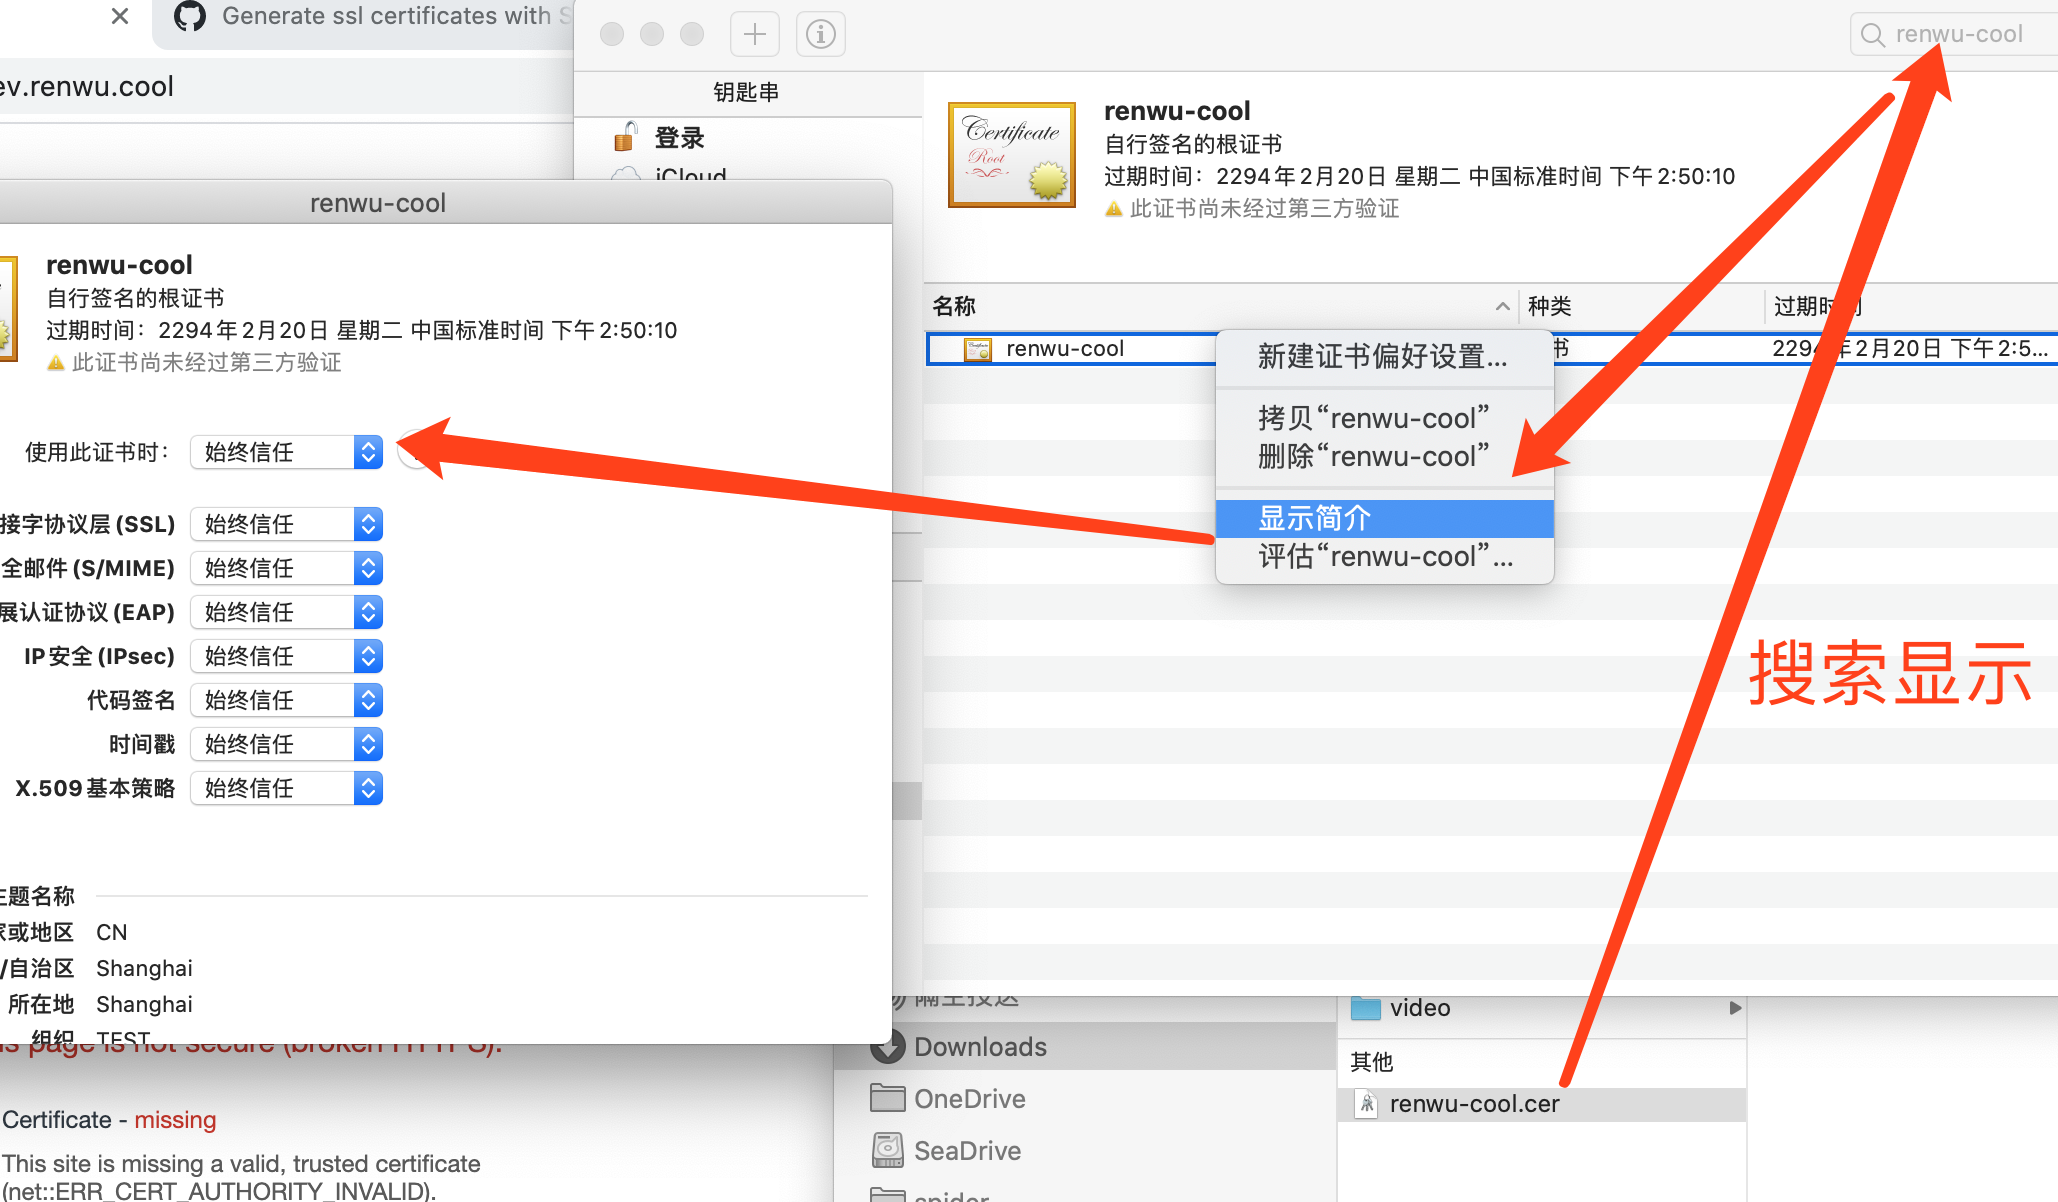 Generate ssl certificates with S
ev.renwu.cool
renwu-cool
钥匙串
登录
iCloud
renwu-cool
自行签名的根证书
过期时间：2294年2月20日 星期二 中国标准时间 下午2:50:10
此证书尚未经过第三方验证
Certificate
Root
名称
种类
过期时间
renwu-cool
书
2294年2月20日 下午2:5...
新建证书偏好设置...
拷贝“renwu-cool”
删除“renwu-cool”
显示简介
评估“renwu-cool”...
搜索显示
renwu-cool
renwu-cool
自行签名的根证书
过期时间：2294年2月20日 星期二 中国标准时间 下午2:50:10
此证书尚未经过第三方验证
使用此证书时： 始终信任
接字协议层(SSL) 始终信任
全邮件(S/MIME) 始终信任
展认证协议(EAP) 始终信任
IP安全(IPsec) 始终信任
代码签名 始终信任
时间戳 始终信任
X.509基本策略 始终信任
主题名称
家或地区 CN
/自治区 Shanghai
所在地 Shanghai
组织 TEST
is page is not secure (broken HTTPS).
Certificate - missing
This site is missing a valid, trusted certificate
(net::ERR_CERT_AUTHORITY_INVALID).
隔空投送
Downloads
OneDrive
SeaDrive
spider
video
其他
renwu-cool.cer